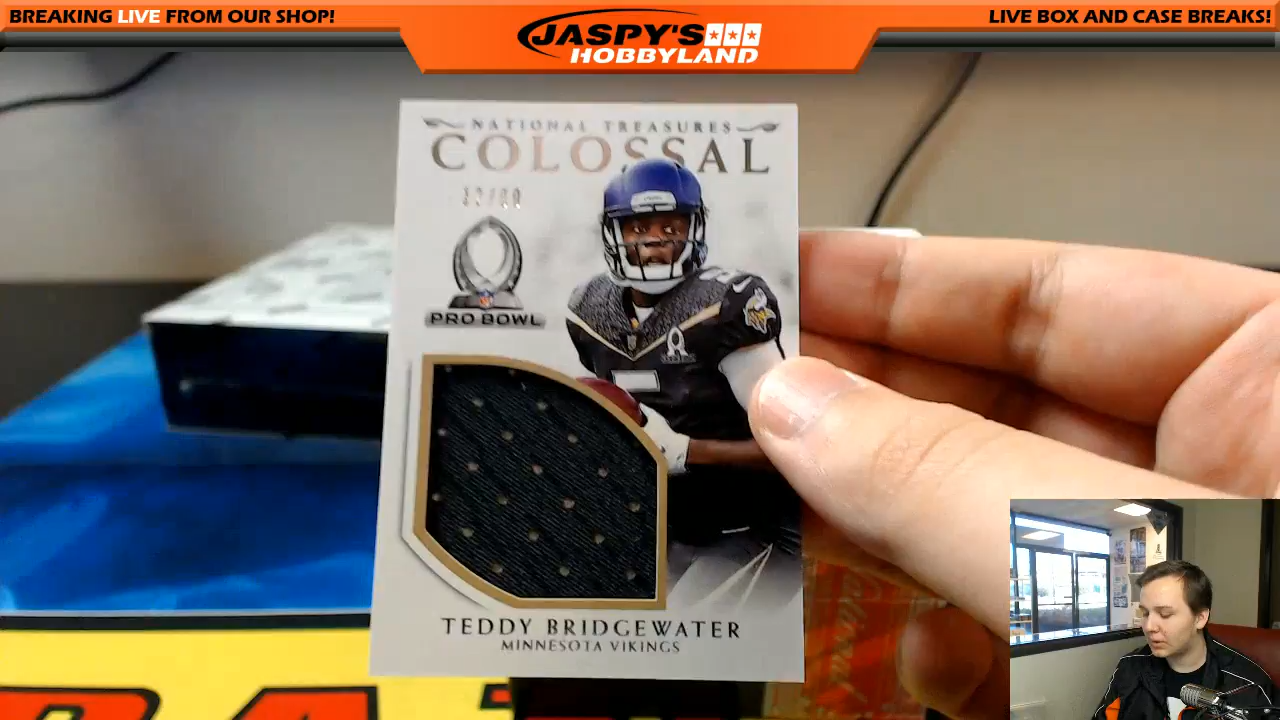 BREAKING LIVE FROM OUR SHOP!
JASPY'S
HOBBYLAND
LIVE BOX AND CASE BREAKS!
NATIONAL TREASURES
COLOSSAL
PRO BOWL
TEDDY BRIDGEWATER
MINNESOTA VIKINGS